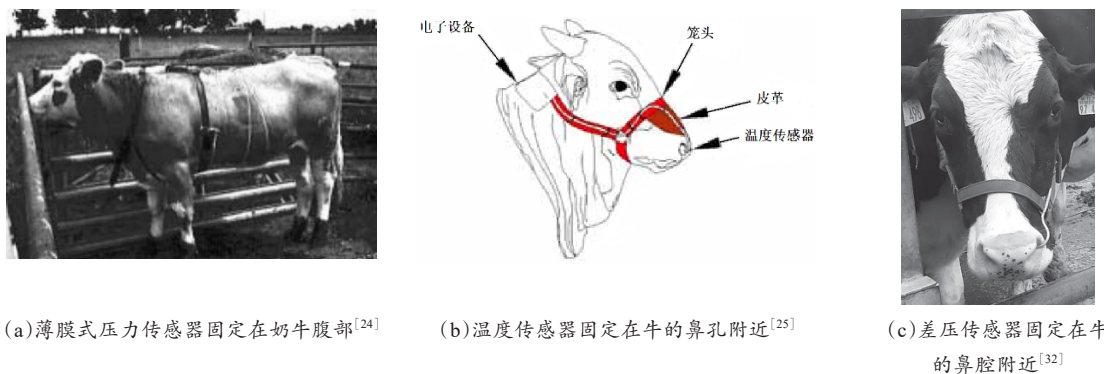 电子设备
笼头
皮革
温度传感器
(a)薄膜式压力传感器固定在奶牛腹部[24]
(b)温度传感器固定在牛的鼻孔附近[25]
(c)差压传感器固定在牛
的鼻腔附近[32]